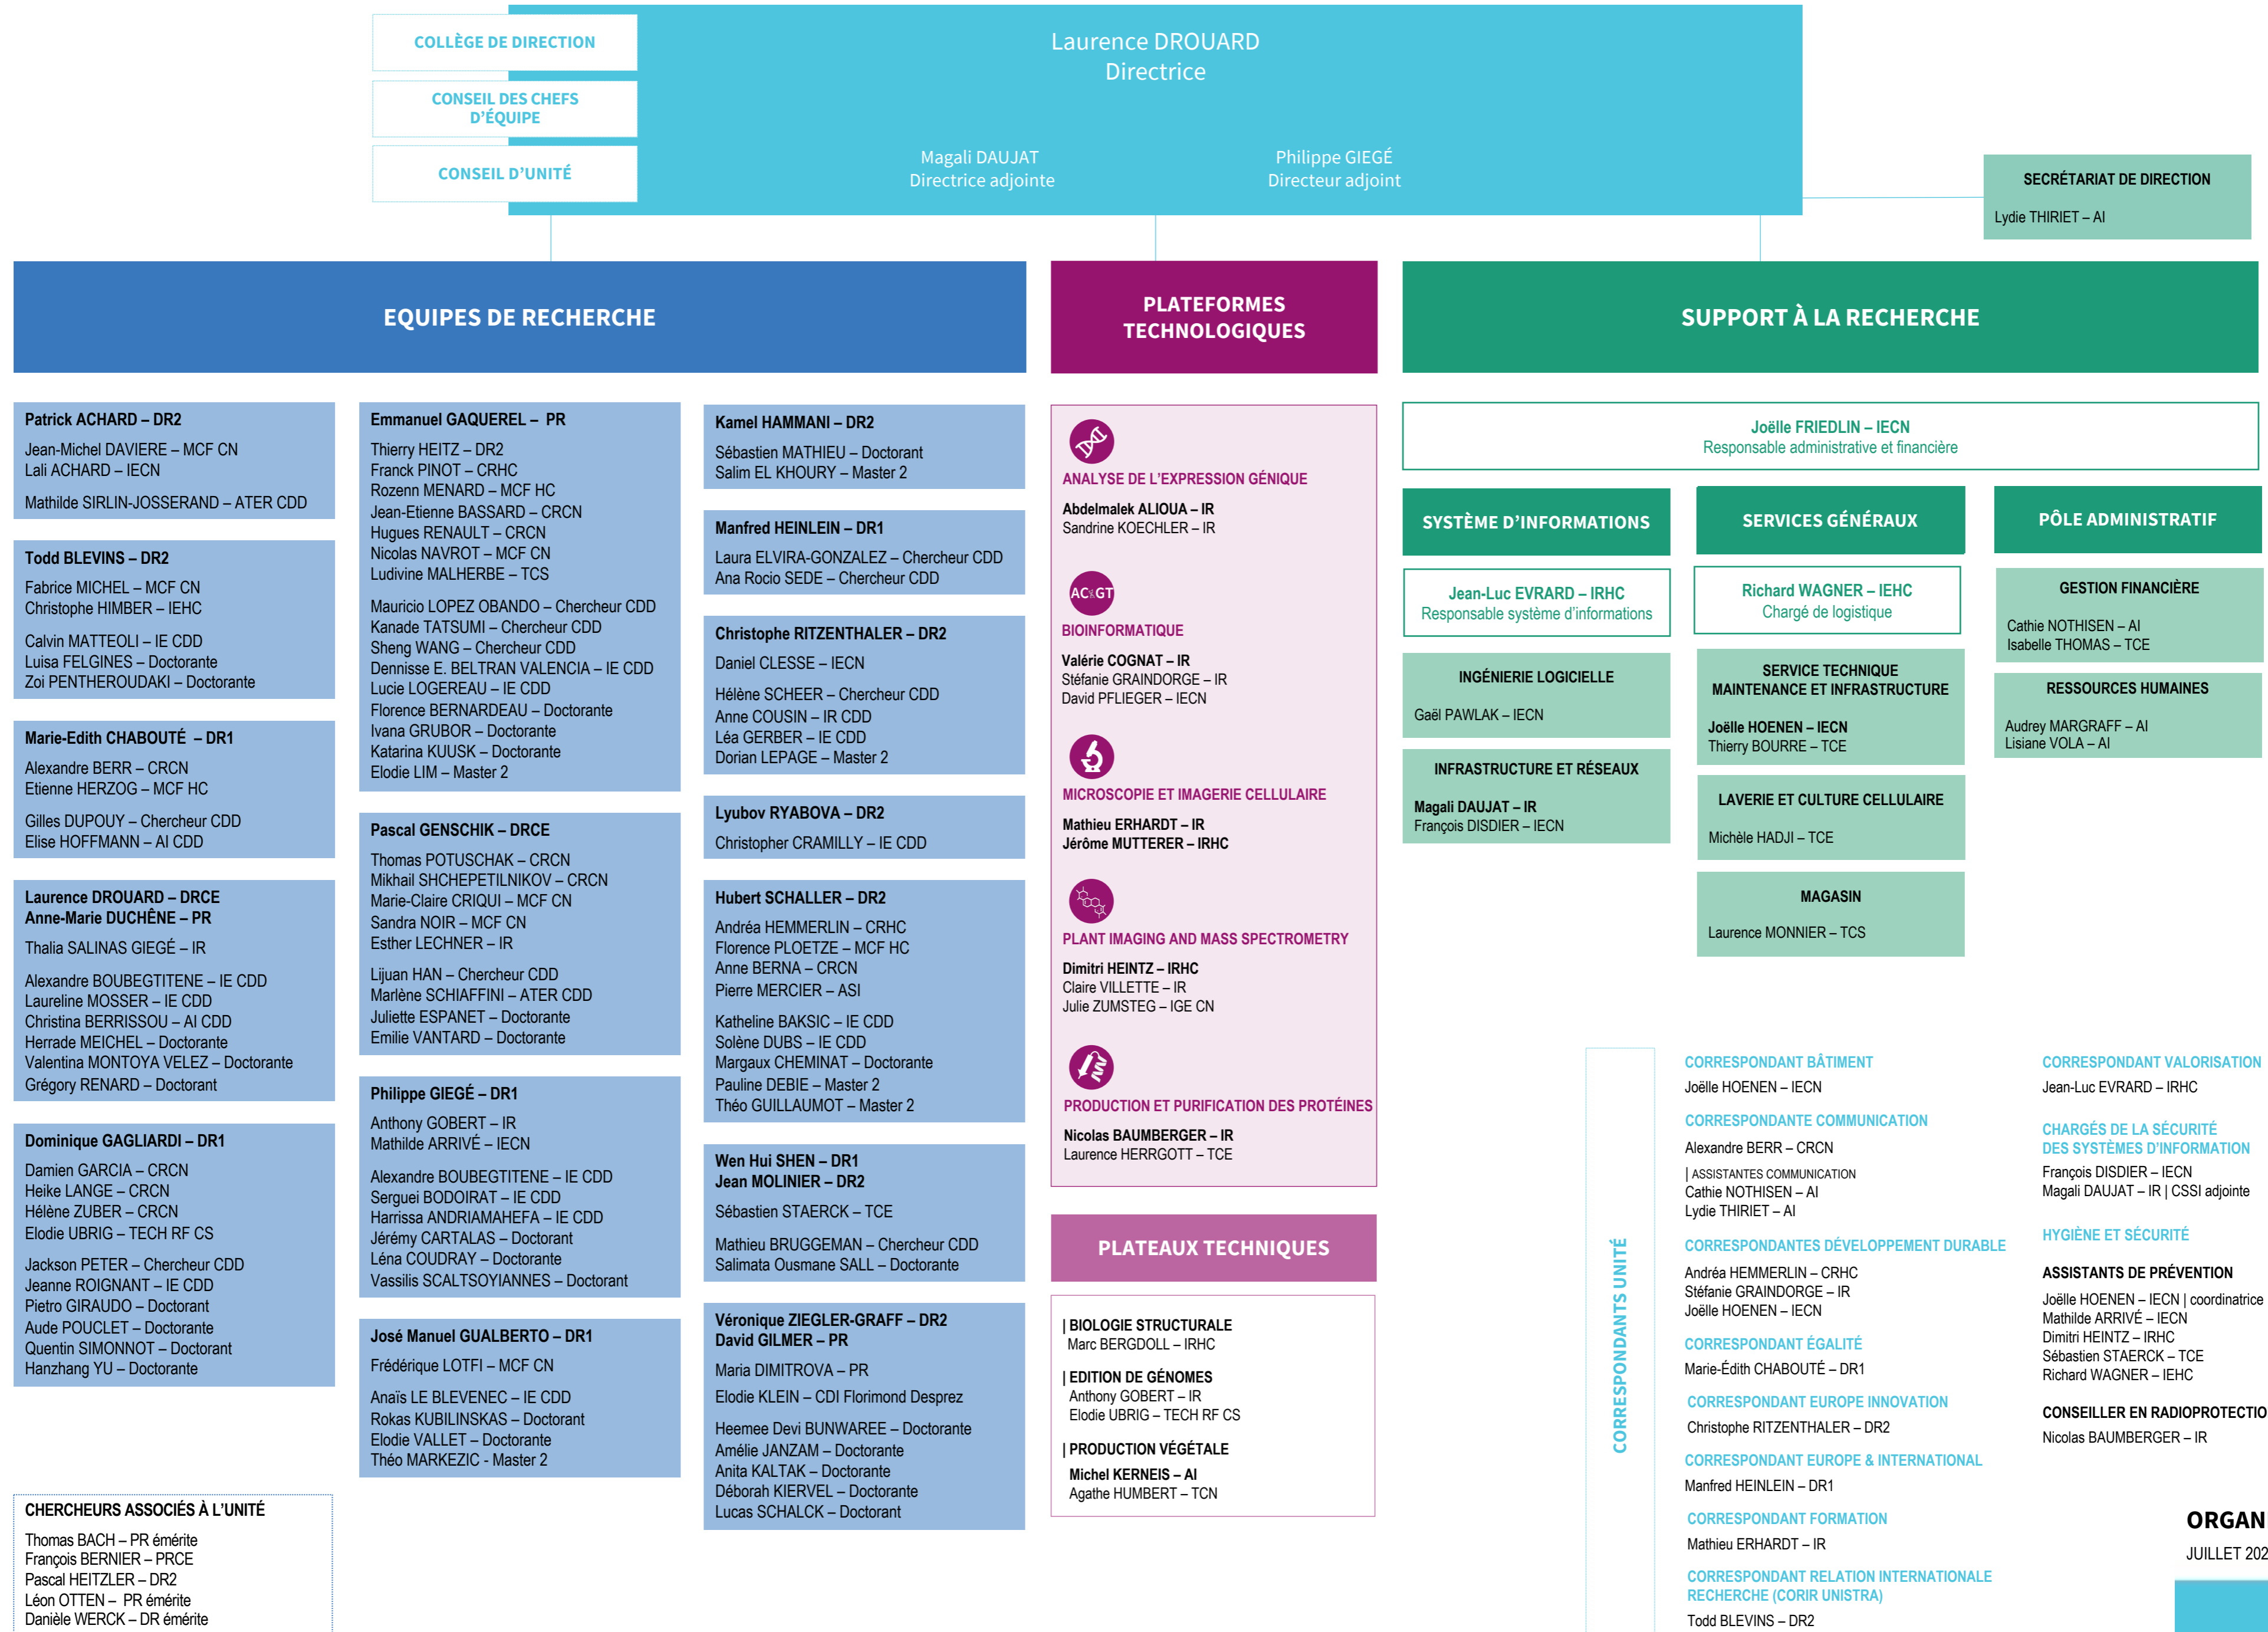 COLLÈGE DE DIRECTION
CONSEIL DES CHEFS
D'ÉQUIPE
CONSEIL D'UNITÉ
Laurence DROUARD
Directrice
Magali DAUJAT
Directrice adjointe
Philippe GIEGÉ
Directeur adjoint
SECRÉTARIAT DE DIRECTION
Lydie THIRIET – AI
EQUIPES DE RECHERCHE
Patrick ACHARD – DR2
Jean-Michel DAVIERE – MCF CN
Lali ACHARD – IECN
Mathilde SIRLIN-JOSSERAND – ATER CDD
Todd BLEVINS – DR2
Fabrice MICHEL – MCF CN
Christophe HIMBER – IEHC
Calvin MATTEOLI – IE CDD
Luisa FELGINES – Doctorante
Zoi PENTHEROUDAKI – Doctorante
Marie-Edith CHABOUTÉ – DR1
Alexandre BERR – CRCN
Etienne HERZOG – MCF HC
Gilles DUPOUY – Chercheur CDD
Elise HOFFMANN – AI CDD
Laurence DROUARD – DRCE
Anne-Marie DUCHÊNE – PR
Thalia SALINAS GIEGÉ – IR
Alexandre BOUBEGTITENE – IE CDD
Laureline MOSSER – IE CDD
Christina BERRISSOU – AI CDD
Herrade MEICHEL – Doctorante
Valentina MONTOYA VELEZ – Doctorante
Grégory RENARD – Doctorant
Dominique GAGLIARDI – DR1
Damien GARCIA – CRCN
Heike LANGE – CRCN
Hélène ZUBER – CRCN
Elodie UBRIG – TECH RF CS
Jackson PETER – Chercheur CDD
Jeanne ROIGNANT – IE CDD
Pietro GIRAUDO – Doctorant
Aude POUCLET – Doctorante
Quentin SIMONNOT – Doctorant
Hanzhang YU – Doctorante
CHERCHEURS ASSOCIÉS À L'UNITÉ
Thomas BACH – PR émérite
François BERNIER – PRCE
Pascal HEITZLER – DR2
Léon OTTEN – PR émérite
Danièle WERCK – DR émérite
Emmanuel GAQUEREL – PR
Thierry HEITZ – DR2
Franck PINOT – CRHC
Rozenn MENARD – MCF HC
Jean-Etienne BASSARD – CRCN
Hugues RENAULT – CRCN
Nicolas NAVROT – MCF CN
Ludivine MALHERBE – TCS
Mauricio LOPEZ OBANDO – Chercheur CDD
Kanade TATSUMI – Chercheur CDD
Sheng WANG – Chercheur CDD
Dennisse E. BELTRAN VALENCIA – IE CDD
Lucie LOGEREAU – IE CDD
Florence BERNARDEAU – Doctorante
Ivana GRUBOR – Doctorante
Katarina KUUSK – Doctorante
Elodie LIM – Master 2
Pascal GENSCHIK – DRCE
Thomas POTUSCHAK – CRCN
Mikhail SHCHEPETILNIKOV – CRCN
Marie-Claire CRIQUI – MCF CN
Sandra NOIR – MCF CN
Esther LECHNER – IR
Lijuan HAN – Chercheur CDD
Marlène SCHIAFFINI – ATER CDD
Juliette ESPANET – Doctorante
Emilie VANTARD – Doctorante
Philippe GIEGÉ – DR1
Anthony GOBERT – IR
Mathilde ARRIVÉ – IECN
Alexandre BOUBEGTITENE – IE CDD
Serguei BODOIRAT – IE CDD
Harrissa ANDRIAMAHEFA – IE CDD
Jérémy CARTALAS – Doctorant
Léna COUDRAY – Doctorante
Vassilis SCALTSOYIANNES – Doctorant
José Manuel GUALBERTO – DR1
Frédérique LOTFI – MCF CN
Anaïs LE BLEVENEC – IE CDD
Rokas KUBILINSKAS – Doctorant
Elodie VALLET – Doctorante
Théo MARKEZIC - Master 2
Kamel HAMMANI – DR2
Sébastien MATHIEU – Doctorant
Salim EL KHOURY – Master 2
Manfred HEINLEIN – DR1
Laura ELVIRA-GONZALEZ – Chercheur CDD
Ana Rocio SEDE – Chercheur CDD
Christophe RITZENTHALER – DR2
Daniel CLESSE – IECN
Hélène SCHEER – Chercheur CDD
Anne COUSIN – IR CDD
Léa GERBER – IE CDD
Dorian LEPAGE – Master 2
Lyubov RYABOVA – DR2
Christopher CRAMILLY – IE CDD
Hubert SCHALLER – DR2
Andréa HEMMERLIN – CRHC
Florence PLOETZE – MCF HC
Anne BERNA – CRCN
Pierre MERCIER – ASI
Katheline BAKSIC – IE CDD
Solène DUBS – IE CDD
Margaux CHEMINAT – Doctorante
Pauline DEBIE – Master 2
Théo GUILLAUMOT – Master 2
Wen Hui SHEN – DR1
Jean MOLINIER – DR2
Sébastien STAERCK – TCE
Mathieu BRUGGEMAN – Chercheur CDD
Salimata Ousmane SALL – Doctorante
Véronique ZIEGLER-GRAFF – DR2
David GILMER – PR
Maria DIMITROVA – PR
Elodie KLEIN – CDI Florimond Desprez
Heemee Devi BUNWAREE – Doctorante
Amélie JANZAM – Doctorante
Anita KALTAK – Doctorante
Déborah KIERVEL – Doctorante
Lucas SCHALCK – Doctorant
PLATEFORMES
TECHNOLOGIQUES
ANALYSE DE L'EXPRESSION GÉNIQUE
Abdelmalek ALIOUA – IR
Sandrine KOECHLER – IR
BIOINFORMATIQUE
Valérie COGNAT – IR
Stéfanie GRAINDORGE – IR
David PFLIEGER – IECN
MICROSCOPIE ET IMAGERIE CELLULAIRE
Mathieu ERHARDT – IR
Jérôme MUTTERER – IRHC
PLANT IMAGING AND MASS SPECTROMETRY
Dimitri HEINTZ – IRHC
Claire VILLETTE – IR
Julie ZUMSTEG – IGE CN
PRODUCTION ET PURIFICATION DES PROTÉINES
Nicolas BAUMBERGER – IR
Laurence HERRGOTT – TCE
PLATEAUX TECHNIQUES
| BIOLOGIE STRUCTURALE
Marc BERGDOLL – IRHC
| EDITION DE GÉNOMES
Anthony GOBERT – IR
Elodie UBRIG – TECH RF CS
| PRODUCTION VÉGÉTALE
Michel KERNEIS – AI
Agathe HUMBERT – TCN
SUPPORT À LA RECHERCHE
Joëlle FRIEDLIN – IECN
Responsable administrative et financière
SYSTÈME D'INFORMATIONS
Jean-Luc EVRARD – IRHC
Responsable système d'informations
INGÉNIERIE LOGICIELLE
Gaël PAWLAK – IECN
INFRASTRUCTURE ET RÉSEAUX
Magali DAUJAT – IR
François DISDIER – IECN
SERVICES GÉNÉRAUX
Richard WAGNER – IEHC
Chargé de logistique
SERVICE TECHNIQUE
MAINTENANCE ET INFRASTRUCTURE
Joëlle HOENEN – IECN
Thierry BOURRE – TCE
LAVERIE ET CULTURE CELLULAIRE
Michèle HADJI – TCE
MAGASIN
Laurence MONNIER – TCS
PÔLE ADMINISTRATIF
GESTION FINANCIÈRE
Cathie NOTHISEN – AI
Isabelle THOMAS – TCE
RESSOURCES HUMAINES
Audrey MARGRAFF – AI
Lisiane VOLA – AI
CORRESPONDANTS UNITÉ
CORRESPONDANT BÂTIMENT
Joëlle HOENEN – IECN
CORRESPONDANTE COMMUNICATION
Alexandre BERR – CRCN
| ASSISTANTES COMMUNICATION
Cathie NOTHISEN – AI
Lydie THIRIET – AI
CORRESPONDANTES DÉVELOPPEMENT DURABLE
Andréa HEMMERLIN – CRHC
Stéfanie GRAINDORGE – IR
Joëlle HOENEN – IECN
CORRESPONDANT ÉGALITÉ
Marie-Édith CHABOUTÉ – DR1
CORRESPONDANT EUROPE INNOVATION
Christophe RITZENTHALER – DR2
CORRESPONDANT EUROPE & INTERNATIONAL
Manfred HEINLEIN – DR1
CORRESPONDANT FORMATION
Mathieu ERHARDT – IR
CORRESPONDANT RELATION INTERNATIONALE
RECHERCHE (CORIR UNISTRA)
Todd BLEVINS – DR2
CORRESPONDANT VALORISATION
Jean-Luc EVRARD – IRHC
CHARGÉS DE LA SÉCURITÉ
DES SYSTÈMES D'INFORMATION
François DISDIER – IECN
Magali DAUJAT – IR | CSSI adjointe
HYGIÈNE ET SÉCURITÉ
ASSISTANTS DE PRÉVENTION
Joëlle HOENEN – IECN | coordinatrice
Mathilde ARRIVÉ – IECN
Dimitri HEINTZ – IRHC
Sébastien STAERCK – TCE
Richard WAGNER – IEHC
CONSEILLER EN RADIOPROTECTIO
Nicolas BAUMBERGER – IR
ORGAN
JUILLET 202